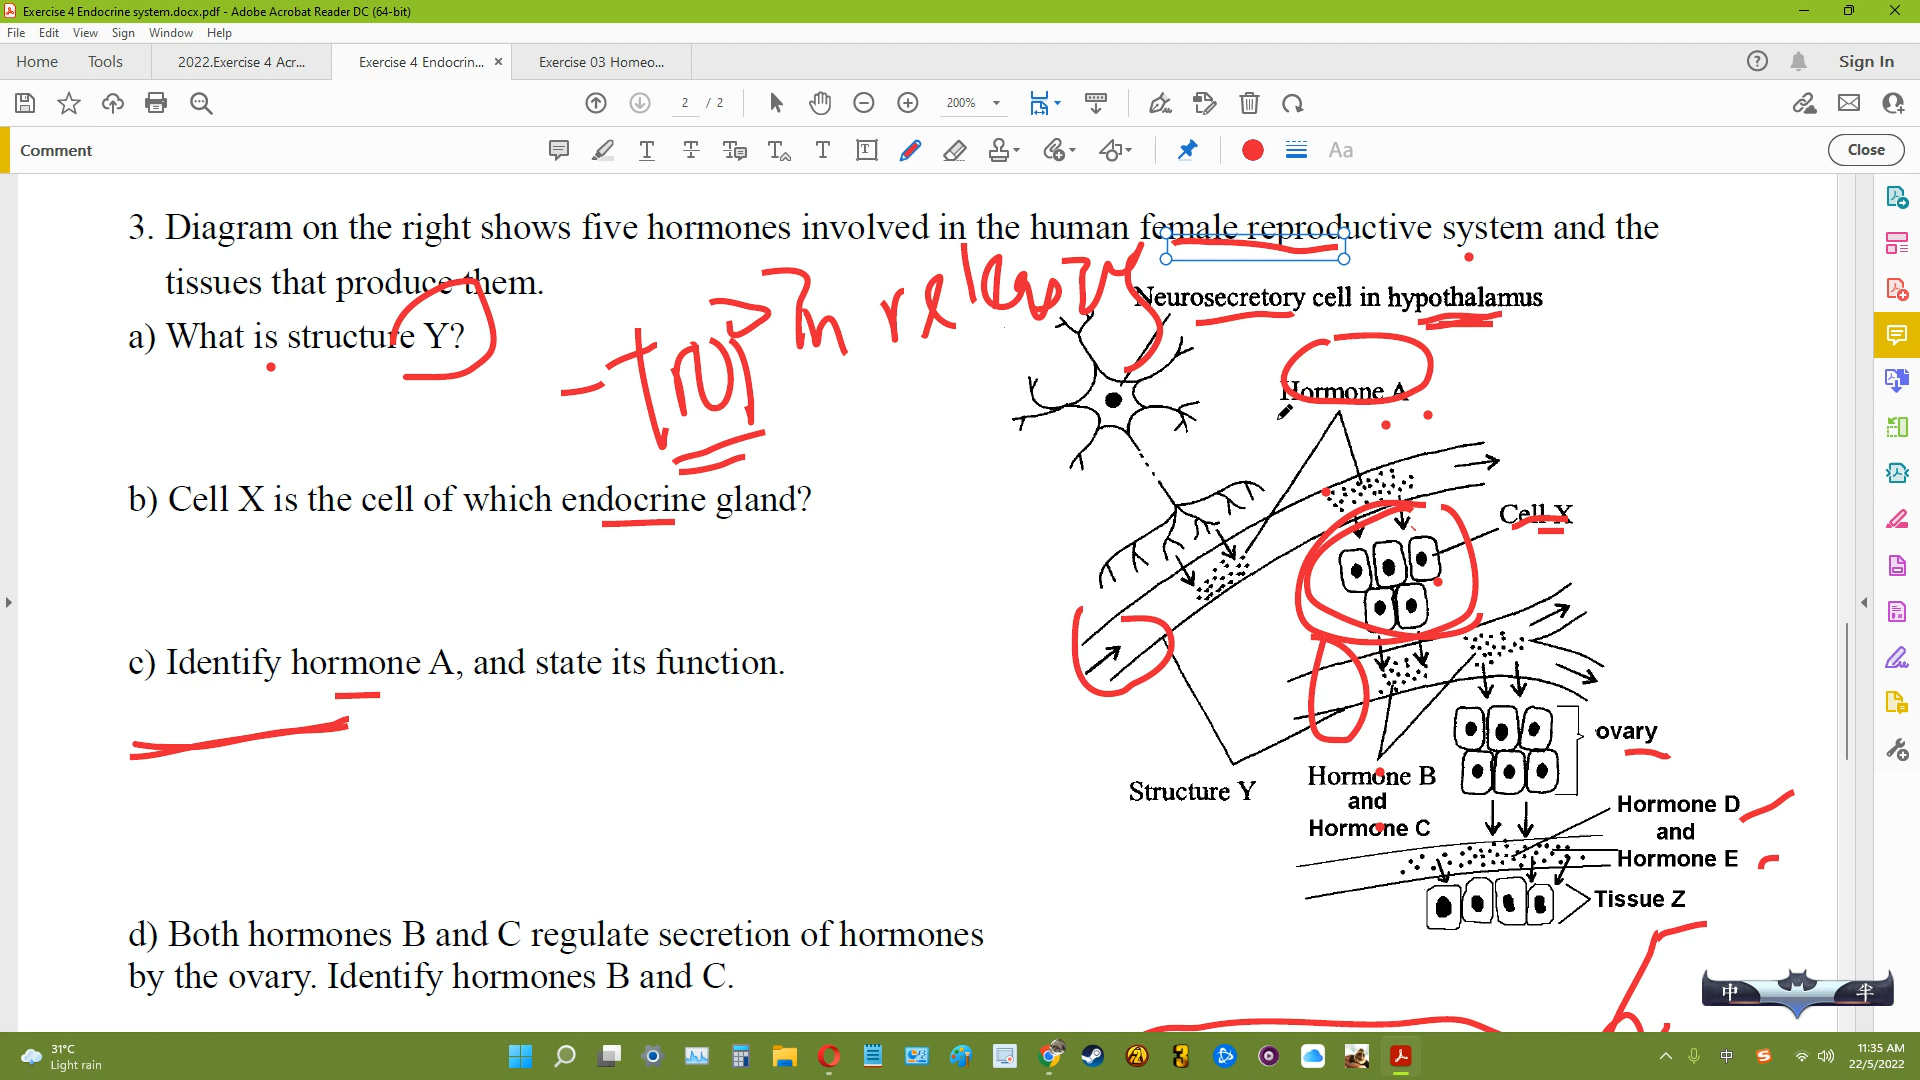 Exercise 4 Endocrine system.docx.pdf - Adobe Acrobat Reader DC (64-bit)
File Edit View Sign Window Help
Home Tools 2022.Exercise 4 Acr... Exercise 4 Endocrin... × Exercise 03 Homeo... Sign In
2 / 2 200%
Comment Aa Close
3. Diagram on the right shows five hormones involved in the human female reproductive system and the
tissues that produce them.
a) What is structure Y?
b) Cell X is the cell of which endocrine gland?
c) Identify hormone A, and state its function.
d) Both hormones B and C regulate secretion of hormones
by the ovary. Identify hormones B and C.
Neurosecretory cell in hypothalamus
Hormone A
Cell X
ovary
Structure Y
Hormone B
and
Hormone C
Hormone D
and
Hormone E
Tissue Z
中
31°C
Light rain
中
11:35 AM
22/5/2022